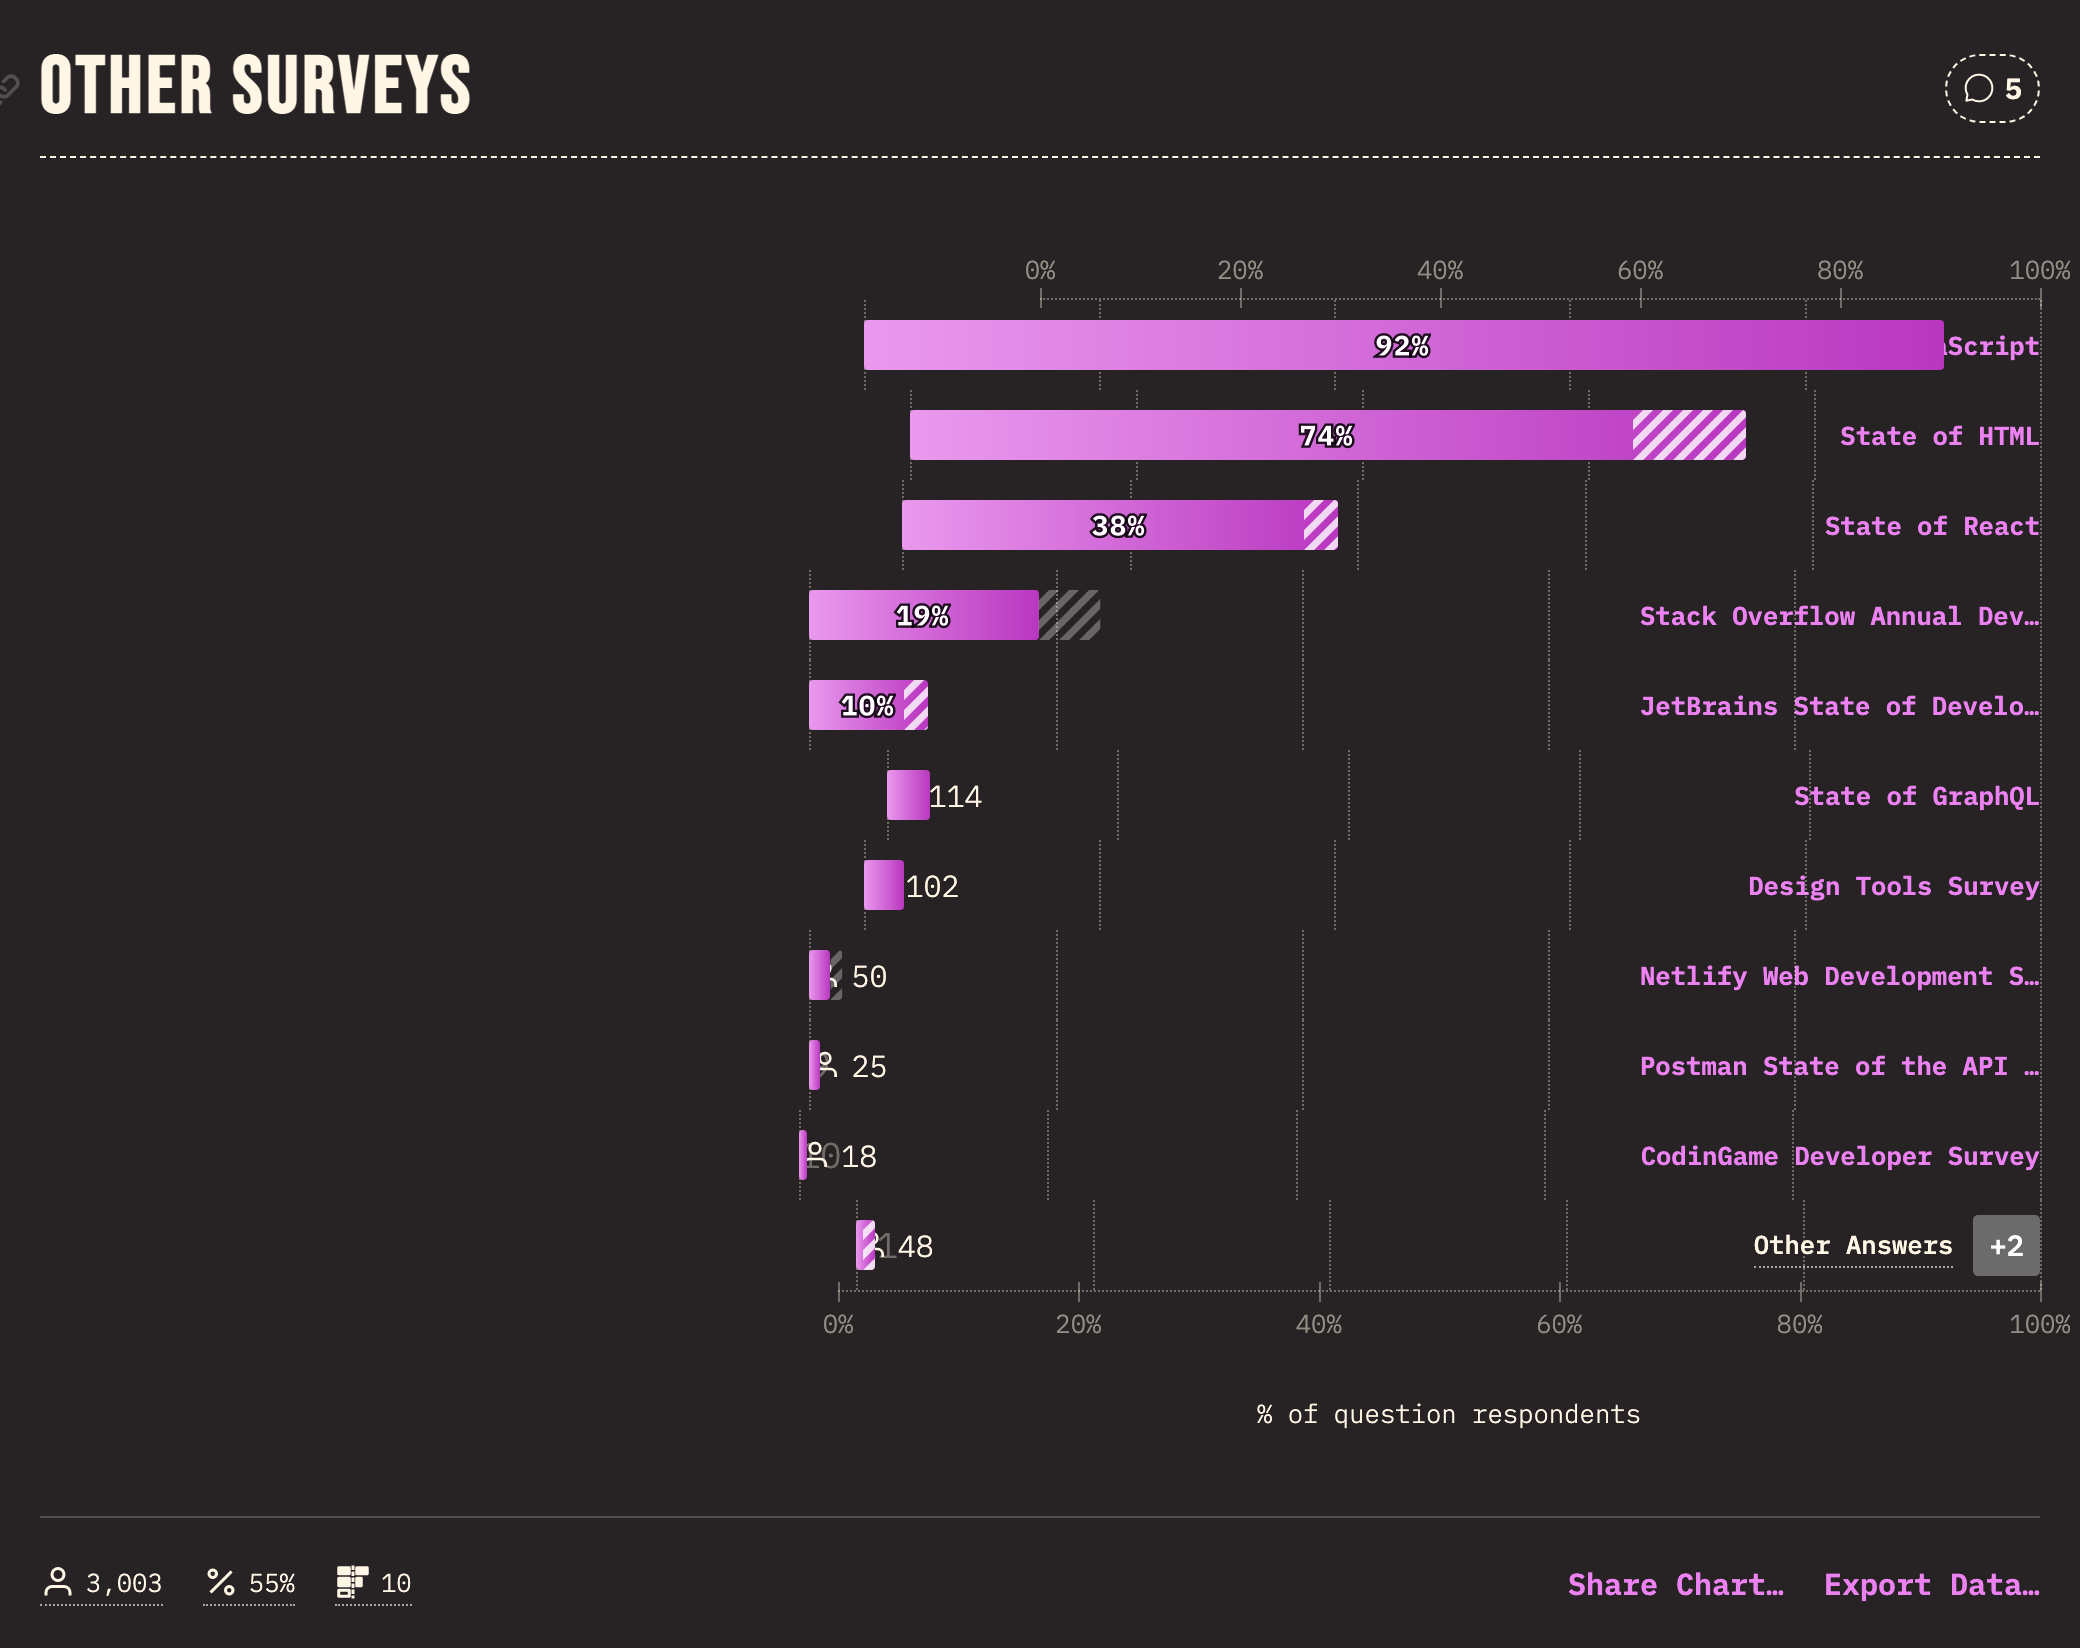 OTHER SURVEYS
5
0% 20% 40% 60% 80% 100%
92% Script
74% State of HTML
38% State of React
19% Stack Overflow Annual Dev…
10% JetBrains State of Develo…
114 State of GraphQL
102 Design Tools Survey
50 Netlify Web Development S…
25 Postman State of the API …
18 CodinGame Developer Survey
48 Other Answers +2
0% 20% 40% 60% 80% 100%
% of question respondents
3,003 55% 10 Share Chart… Export Data…